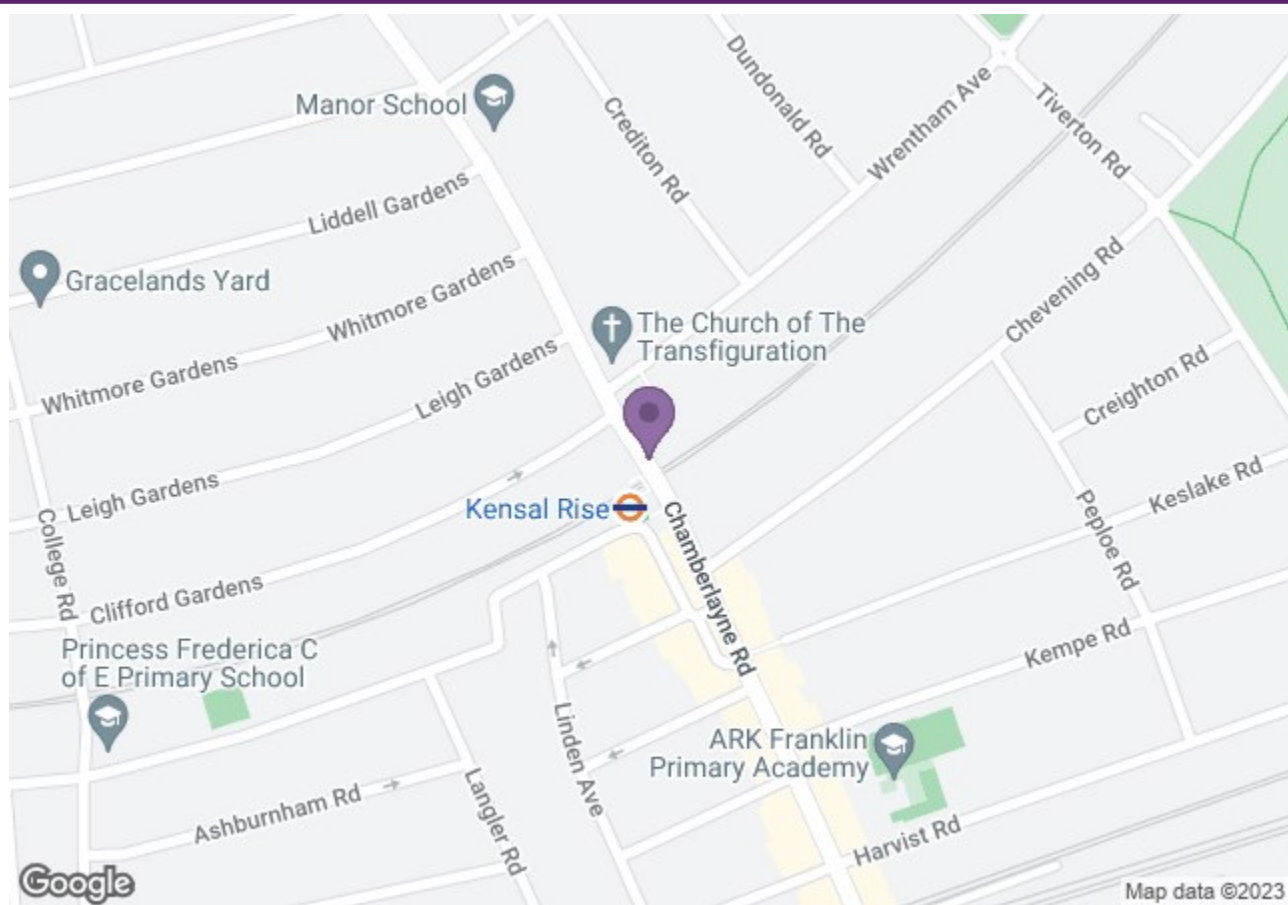 Manor School
Dundonald Rd
Crediton Rd
Wrentham Ave
Tiverton Rd
Liddell Gardens
Gracelands Yard
Whitmore Gardens
Whitmore Gardens
The Church of The
Transfiguration
Chevening Rd
Leigh Gardens
Creighton Rd
Leigh Gardens
Kensal Rise
Keslake Rd
College Rd
Chamberlayne Rd
Peploe Rd
Clifford Gardens
Princess Frederica C
of E Primary School
Kempe Rd
Linden Ave
ARK Franklin
Primary Academy
Langler Rd
Ashburnham Rd
Harvist Rd
Google
Map data ©2023